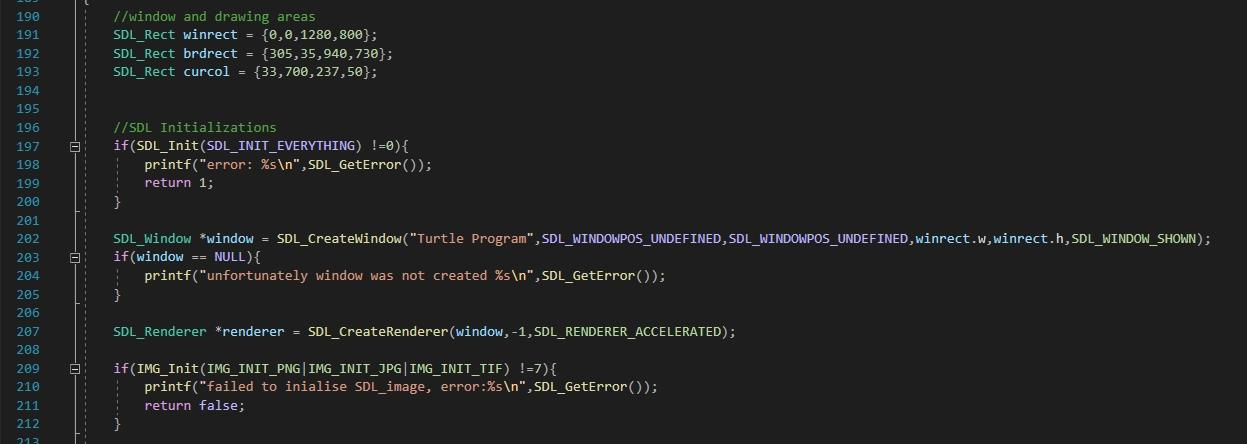 189 {
190 //window and drawing areas
191 SDL_Rect winrect = {0,0,1280,800};
192 SDL_Rect brdrect = {305,35,940,730};
193 SDL_Rect curcol = {33,700,237,50};
194
195
196 //SDL Initializations
197 if(SDL_Init(SDL_INIT_EVERYTHING) !=0){
198 printf("error: %s\n",SDL_GetError());
199 return 1;
200 }
201
202 SDL_Window *window = SDL_CreateWindow("Turtle Program",SDL_WINDOWPOS_UNDEFINED,SDL_WINDOWPOS_UNDEFINED,winrect.w,winrect.h,SDL_WINDOW_SHOWN);
203 if(window == NULL){
204 printf("unfortunately window was not created %s\n",SDL_GetError());
205 }
206
207 SDL_Renderer *renderer = SDL_CreateRenderer(window,-1,SDL_RENDERER_ACCELERATED);
208
209 if(IMG_Init(IMG_INIT_PNG|IMG_INIT_JPG|IMG_INIT_TIF) !=7){
210 printf("failed to inialise SDL_image, error:%s\n",SDL_GetError());
211 return false;
212 }
213